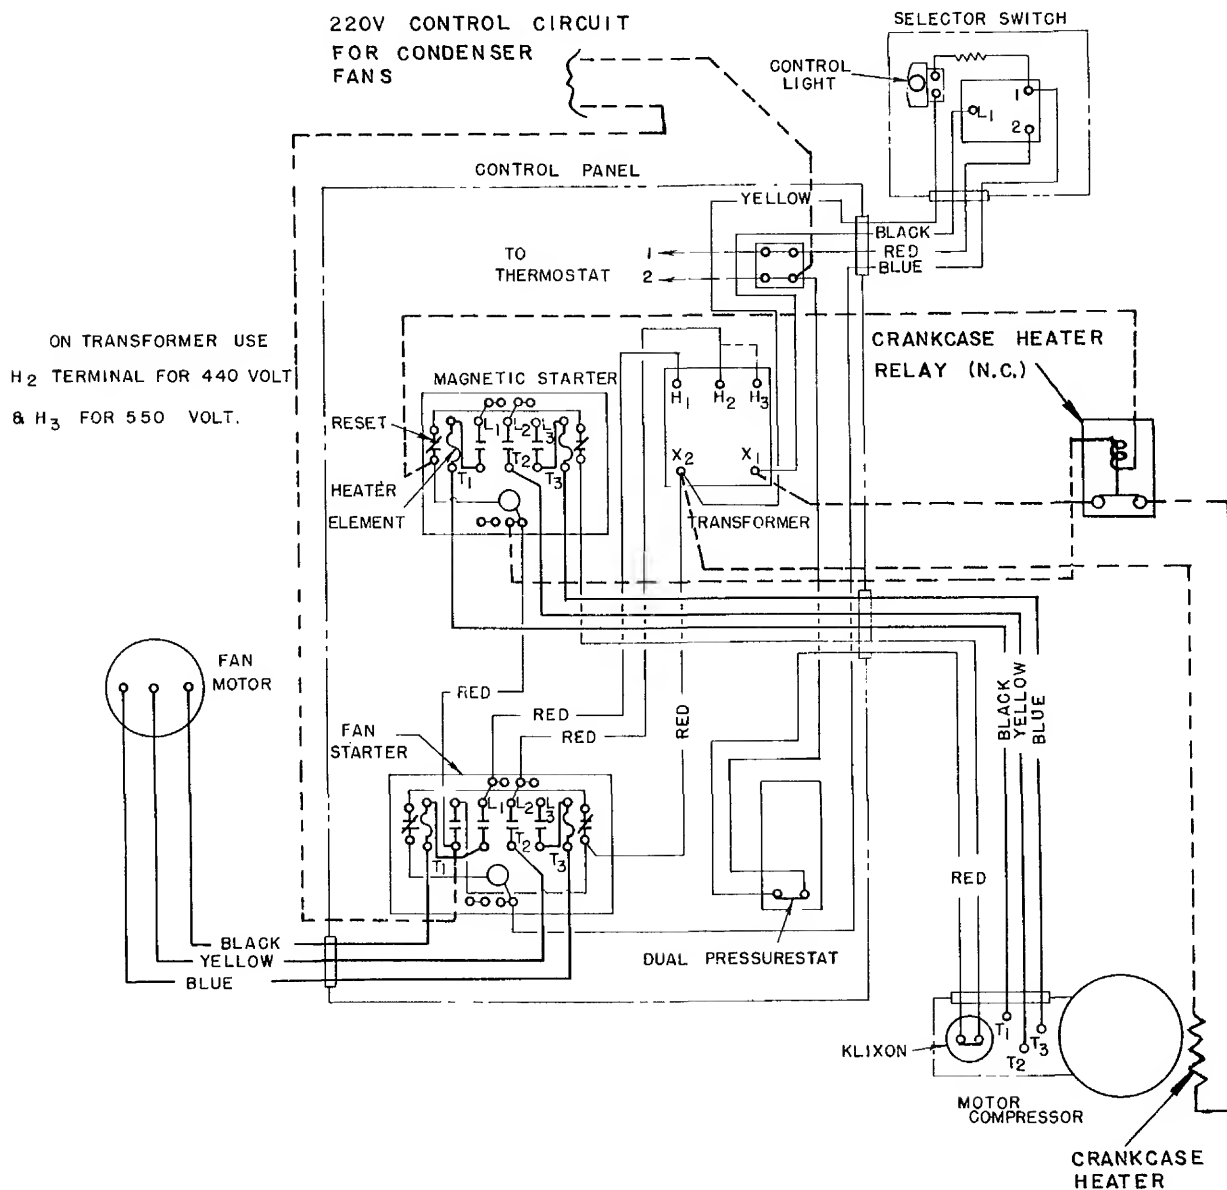 220V CONTROL CIRCUIT
FOR CONDENSER
FANS
SELECTOR SWITCH
CONTROL
LIGHT
1
L1
2
CONTROL PANEL
YELLOW
BLACK
RED
BLUE
TO
THERMOSTAT
1
2
ON TRANSFORMER USE
H2 TERMINAL FOR 440 VOLT
& H3 FOR 550 VOLT.
CRANKCASE HEATER
RELAY (N.C.)
MAGNETIC STARTER
H1 H2 H3
RESET
L1 L2 L3
X2 X1
T1 T2 T3
HEATER
ELEMENT
TRANSFORMER
FAN
MOTOR
RED
RED
RED
RED
BLACK
YELLOW
BLUE
FAN
STARTER
L1 L2 L3
T1 T2 T3
RED
BLACK
YELLOW
BLUE
DUAL PRESSURESTAT
KLIXON
T1 T2 T3
MOTOR
COMPRESSOR
CRANKCASE
HEATER